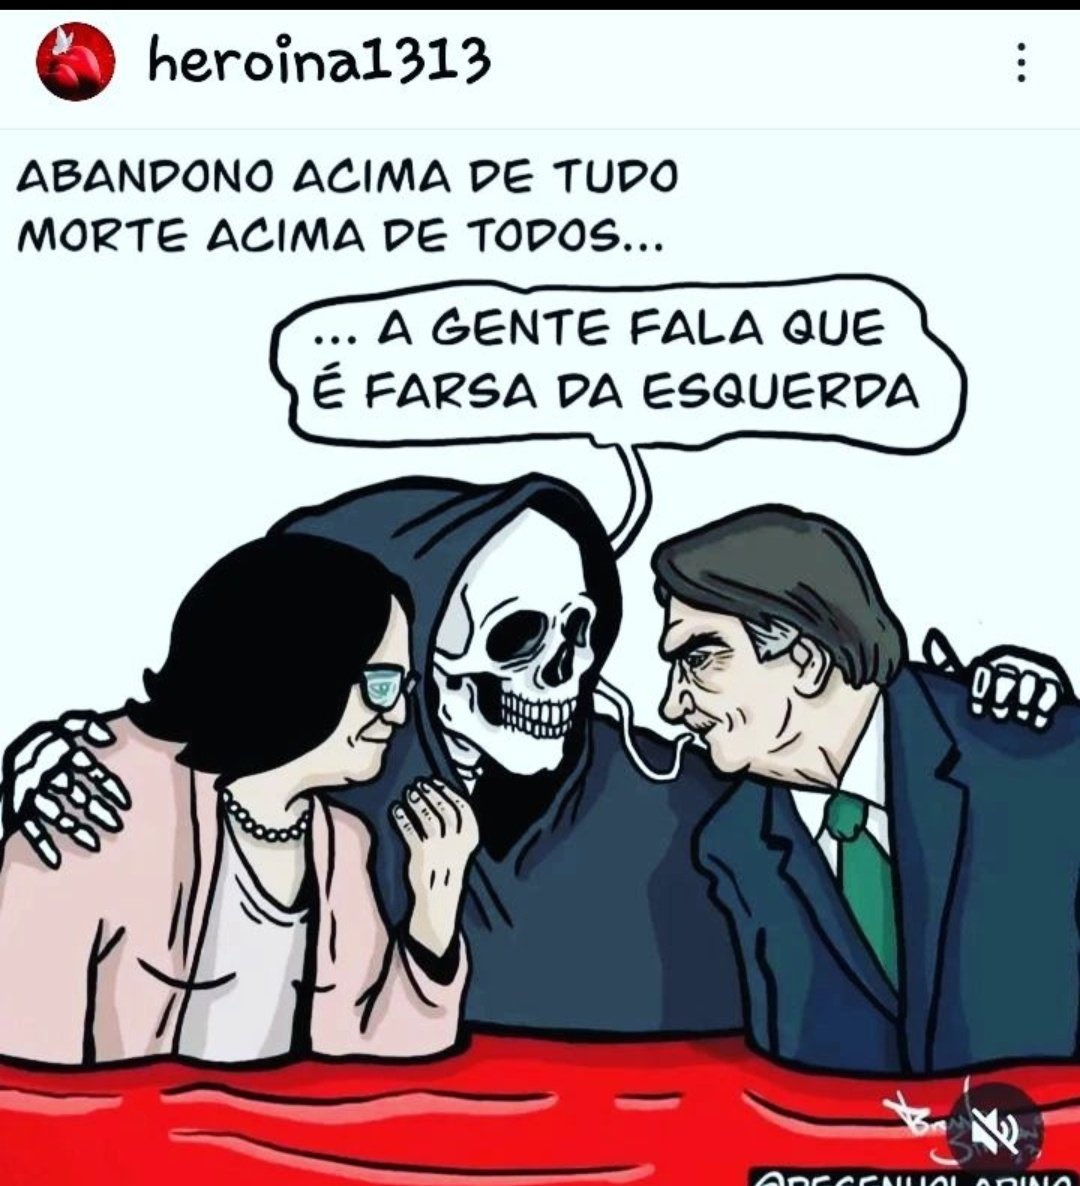 heroina1313
ABANDONO ACIMA DE TUDO
MORTE ACIMA DE TODOS...
... A GENTE FALA QUE
É FARSA DA ESQUERDA